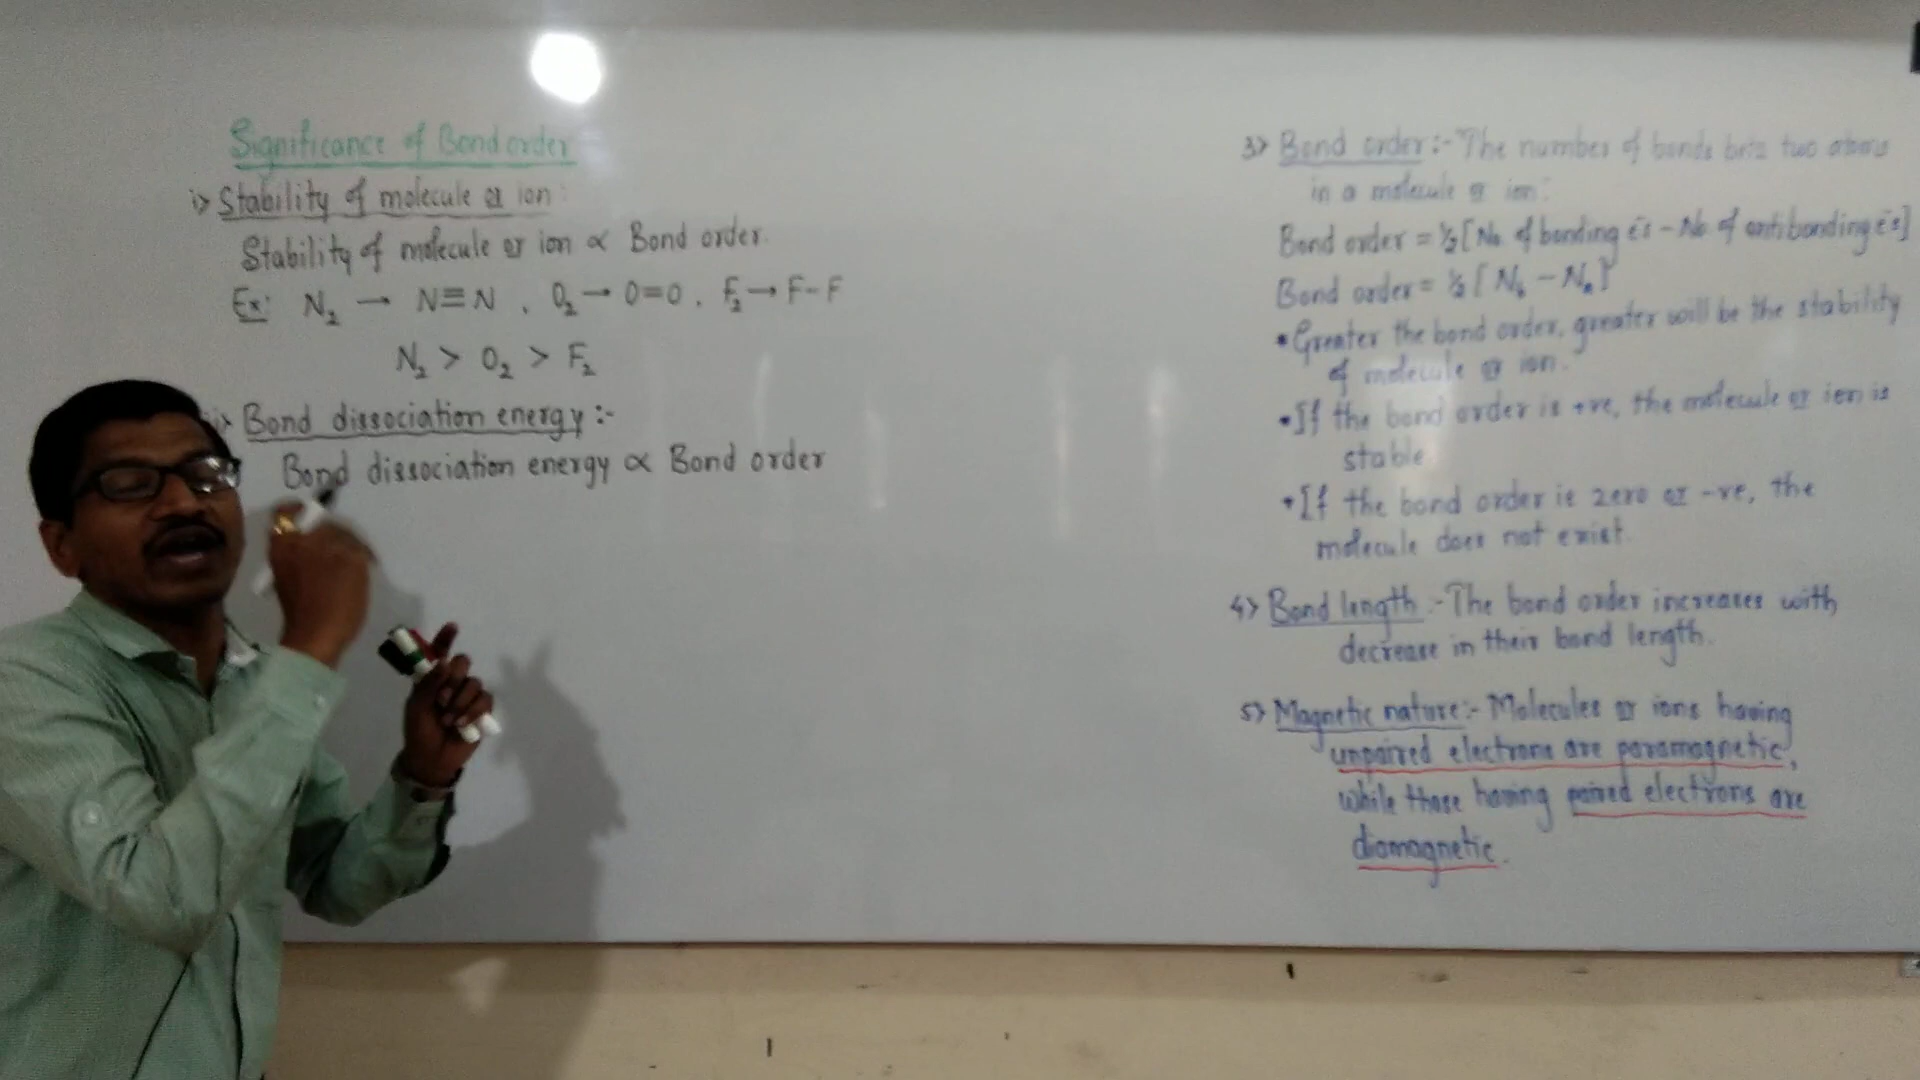 Significance of Bond order
i> Stability of molecule or ion :
Stability of molecule or ion ∝ Bond order.
Ex: N₂ → N≡N , O₂ → O=O , F₂ → F-F
N₂ > O₂ > F₂
i> Bond dissociation energy :-
Bond dissociation energy ∝ Bond order
3> Bond order :- The number of bonds betn two atoms
in a molecule or ion.
Bond order = ½ [No. of bonding e⁻s - No. of antibonding e⁻s]
Bond order = ½ [ N_b - N_a ]
• Greater the bond order, greater will be the stability
of molecule or ion.
• If the bond order is +ve, the molecule or ion is
stable
• If the bond order is zero or -ve, the
molecule does not exist.
4> Bond length :- The bond order increases with
decrease in their bond length.
5> Magnetic nature :- Molecules or ions having
unpaired electrons are paramagnetic,
while those having paired electrons are
diamagnetic.